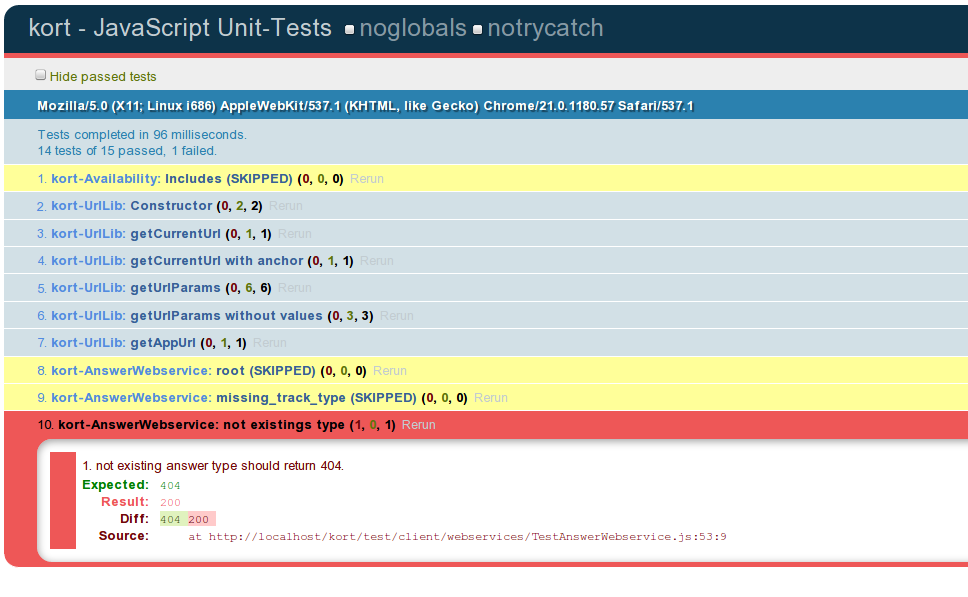 kort - JavaScript Unit-Tests noglobals notrycatch
Hide passed tests
Mozilla/5.0 (X11; Linux i686) AppleWebKit/537.1 (KHTML, like Gecko) Chrome/21.0.1180.57 Safari/537.1
Tests completed in 96 milliseconds.
14 tests of 15 passed, 1 failed.
1. kort-Availability: Includes (SKIPPED) (0, 0, 0) Rerun
2. kort-UrlLib: Constructor (0, 2, 2) Rerun
3. kort-UrlLib: getCurrentUrl (0, 1, 1) Rerun
4. kort-UrlLib: getCurrentUrl with anchor (0, 1, 1) Rerun
5. kort-UrlLib: getUrlParams (0, 6, 6) Rerun
6. kort-UrlLib: getUrlParams without values (0, 3, 3) Rerun
7. kort-UrlLib: getAppUrl (0, 1, 1) Rerun
8. kort-AnswerWebservice: root (SKIPPED) (0, 0, 0) Rerun
9. kort-AnswerWebservice: missing_track_type (SKIPPED) (0, 0, 0) Rerun
10. kort-AnswerWebservice: not existings type (1, 0, 1) Rerun
1. not existing answer type should return 404.
Expected: 404
Result: 200
Diff: 404 200
Source: at http://localhost/kort/test/client/webservices/TestAnswerWebservice.js:53:9